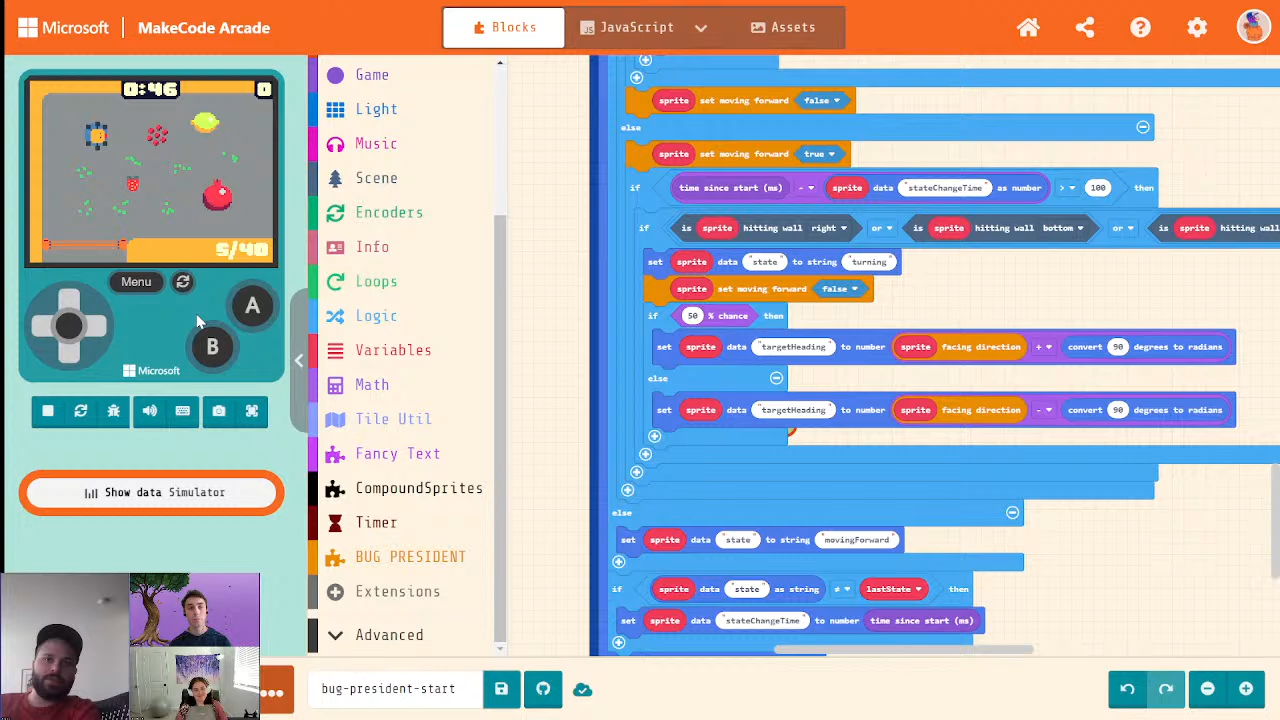 Microsoft
MakeCode Arcade
Blocks
JavaScript
Assets
0:46
0
5/40
Menu
A
B
Microsoft
Show data Simulator
Game
Light
Music
Scene
Encoders
Info
Loops
Logic
Variables
Math
Tile Util
Fancy Text
CompoundSprites
Timer
BUG PRESIDENT
Extensions
Advanced
sprite set moving forward false
else
sprite set moving forward true
if time since start (ms) - sprite data "stateChangeTime" as number > 100 then
if is sprite hitting wall right or is sprite hitting wall bottom or is sprite hitting wall
set sprite data "state" to string "turning"
sprite set moving forward false
if 50 % chance then
set sprite data "targetHeading" to number sprite facing direction + convert 90 degrees to radians
else
set sprite data "targetHeading" to number sprite facing direction - convert 90 degrees to radians
else
set sprite data "state" to string "movingForward"
if sprite data "state" as string ≠ lastState then
set sprite data "stateChangeTime" to number time since start (ms)
bug-president-start